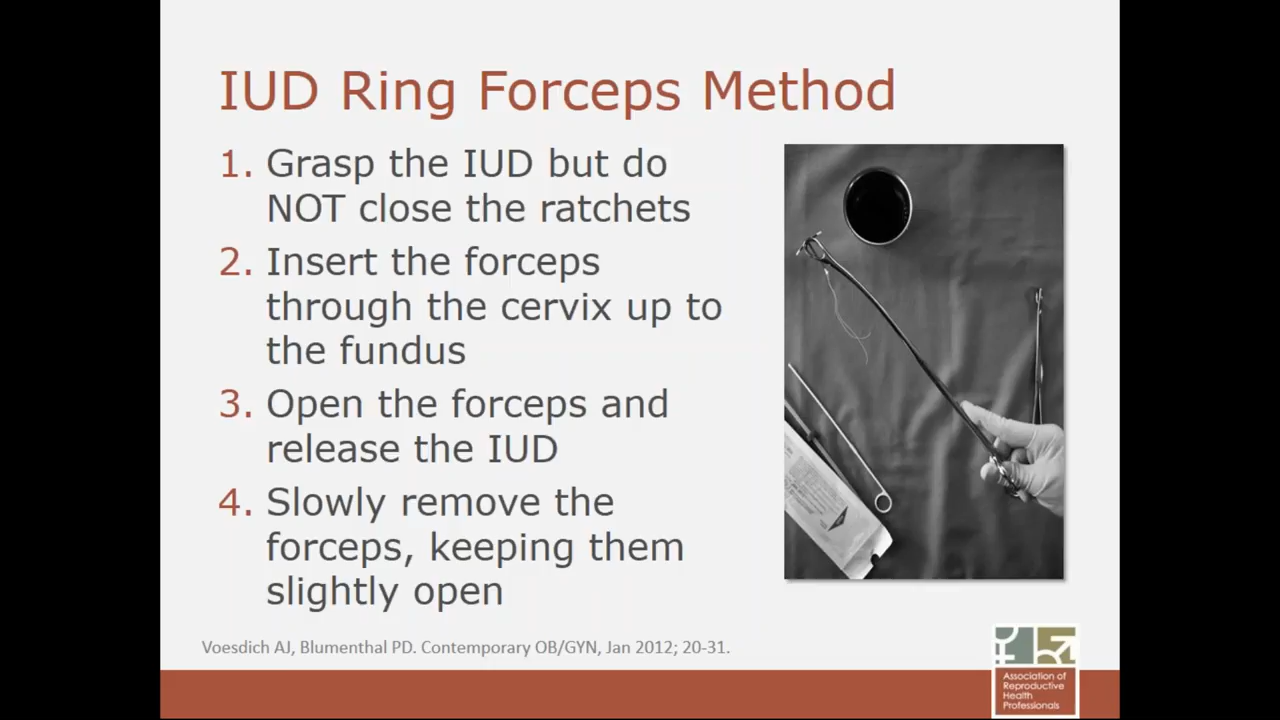 IUD Ring Forceps Method
1. Grasp the IUD but do
NOT close the ratchets
2. Insert the forceps
through the cervix up to
the fundus
3. Open the forceps and
release the IUD
4. Slowly remove the
forceps, keeping them
slightly open
Voesdich AJ, Blumenthal PD. Contemporary OB/GYN, Jan 2012; 20-31.
Association of
Reproductive
Health
Professionals